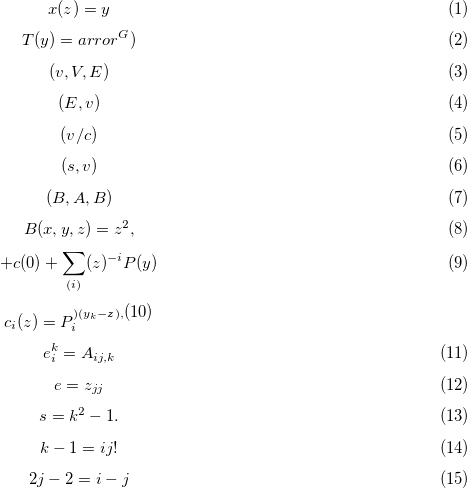 x(z) = y (1)
T(y) = arror^G) (2)
(v, V, E) (3)
(E, v) (4)
(v/c) (5)
(s, v) (6)
(B, A, B) (7)
B(x, y, z) = z^2, (8)
+c(0) + ∑_{(i)} (z)^{-i} P(y) (9)
c_i(z) = P_i^{)(y_k-z),} (10)
e_i^k = A_{ij,k} (11)
e = z_{jj} (12)
s = k^2 − 1. (13)
k − 1 = ij! (14)
2j − 2 = i − j (15)